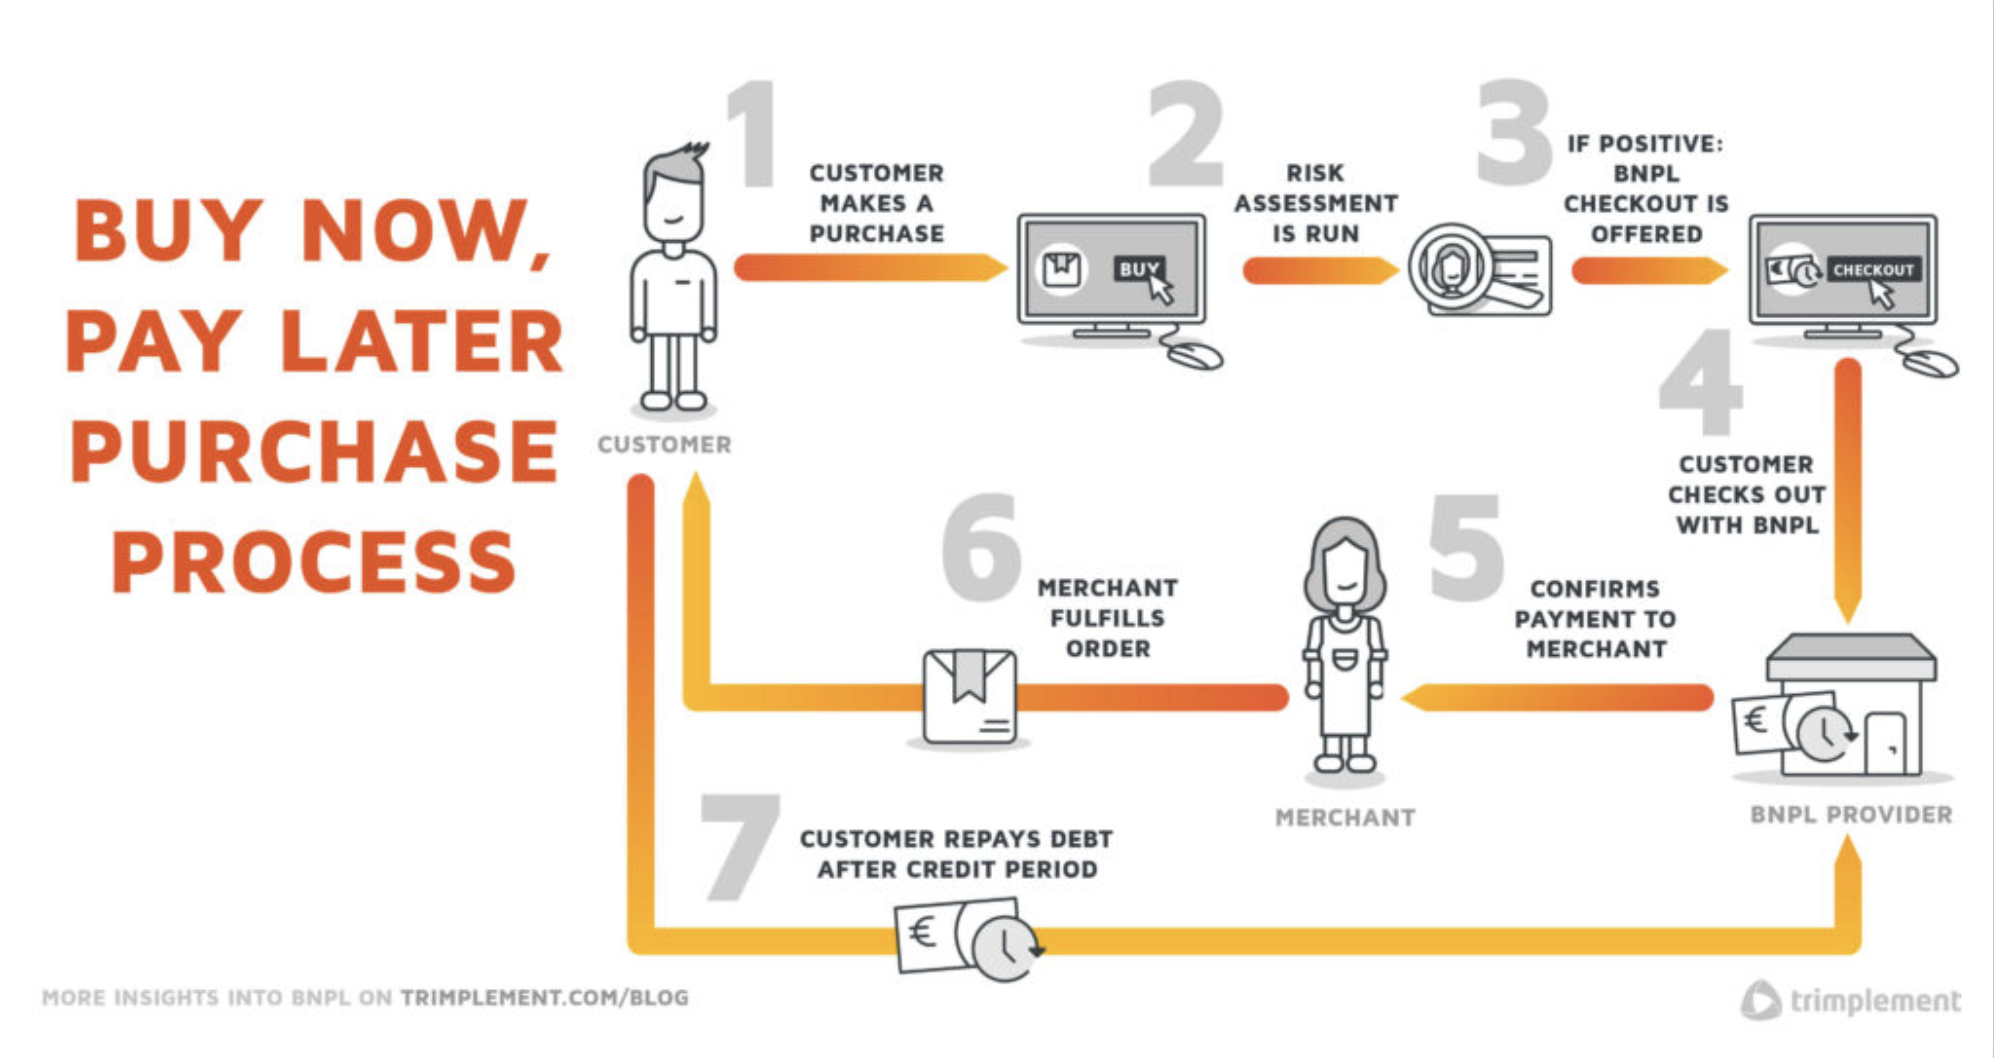 BUY NOW,
PAY LATER
PURCHASE
PROCESS
1
CUSTOMER
MAKES A
PURCHASE
CUSTOMER
BUY
2
RISK
ASSESSMENT
IS RUN
3
IF POSITIVE:
BNPL
CHECKOUT IS
OFFERED
€
CHECKOUT
4
CUSTOMER
CHECKS OUT
WITH BNPL
€
BNPL PROVIDER
5
CONFIRMS
PAYMENT TO
MERCHANT
MERCHANT
6
MERCHANT
FULFILLS
ORDER
7
CUSTOMER REPAYS DEBT
AFTER CREDIT PERIOD
€
MORE INSIGHTS INTO BNPL ON TRIMPLEMENT.COM/BLOG
trimplement